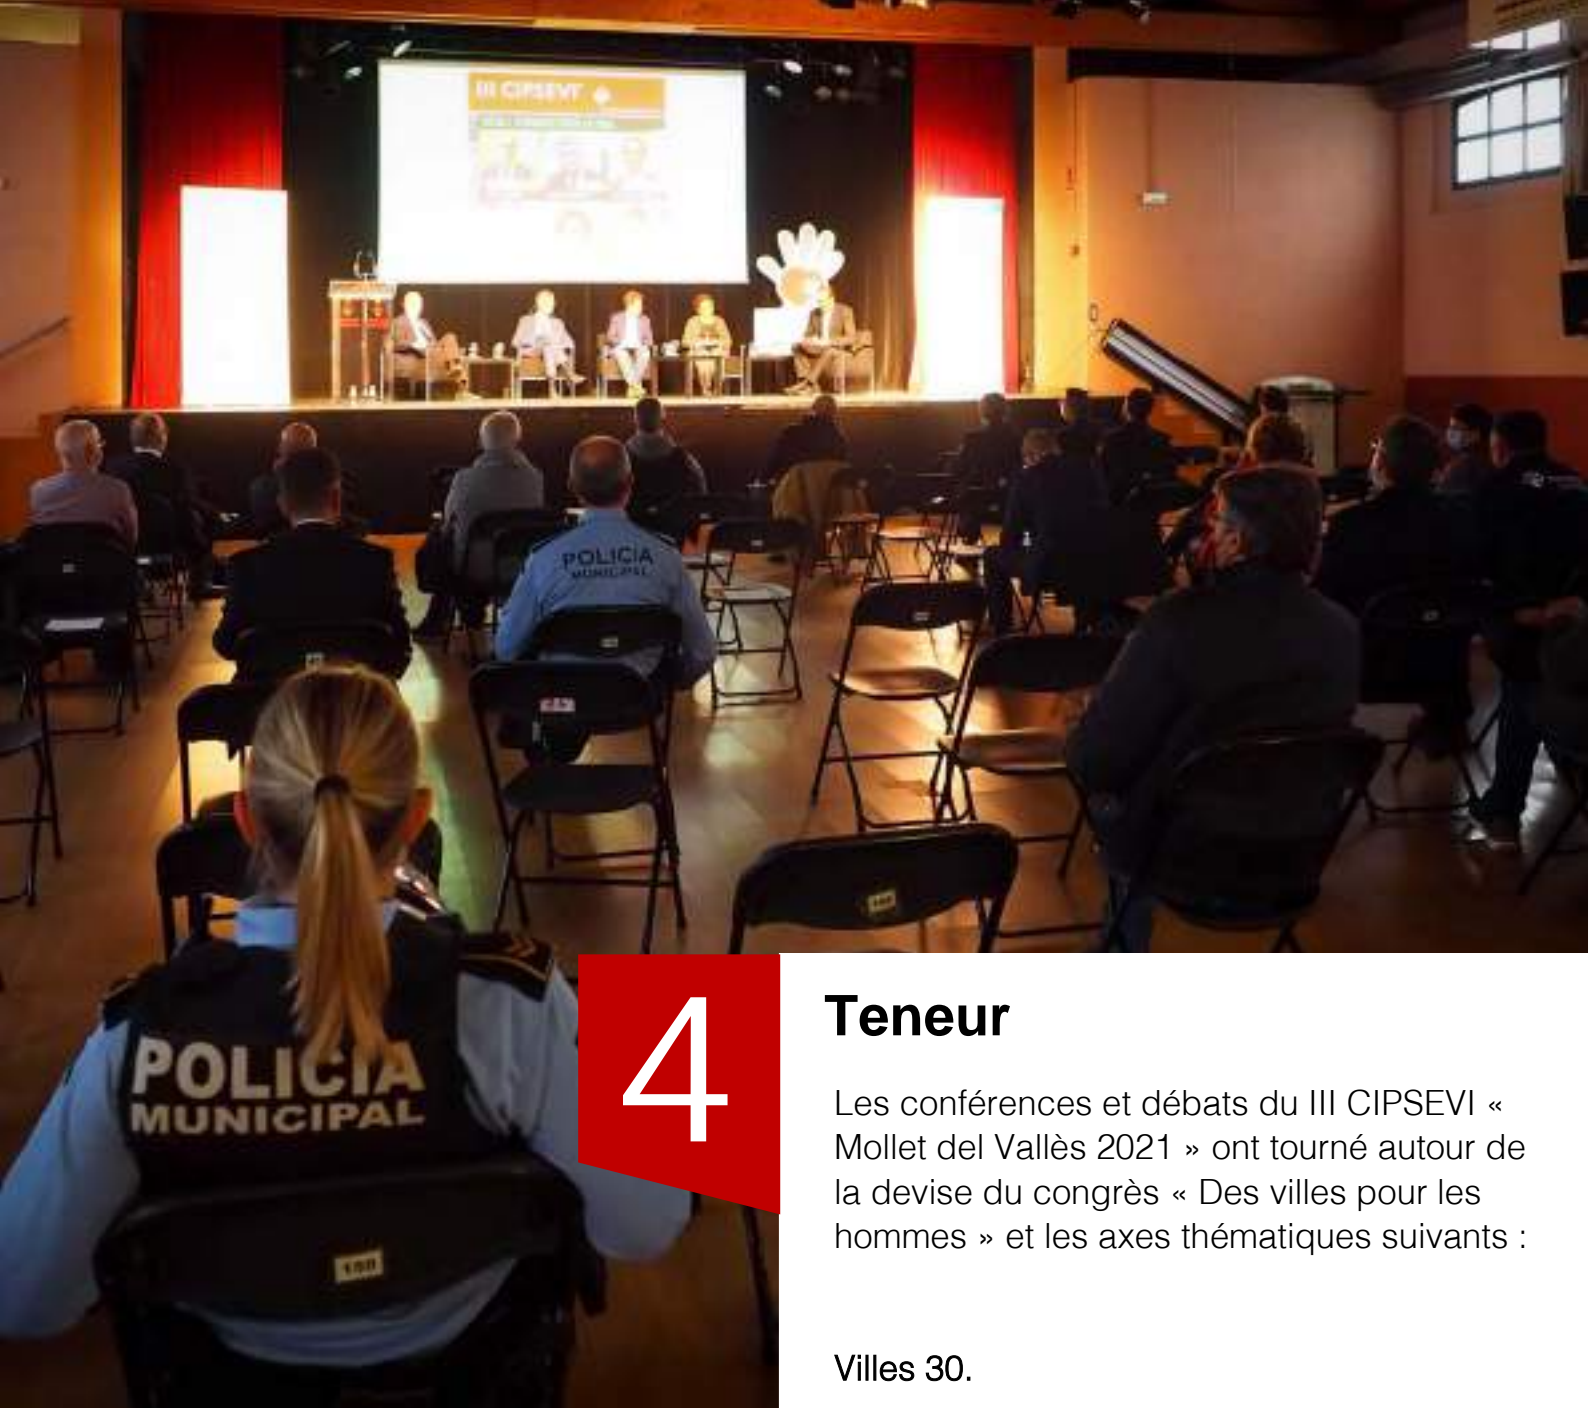 III CIPSEVI
POLICIA
MUNICIPAL
POLICIA
MUNICIPAL
188
4
Teneur
Les conférences et débats du III CIPSEVI «
Mollet del Vallès 2021 » ont tourné autour de
la devise du congrès « Des villes pour les
hommes » et les axes thématiques suivants :
Villes 30.